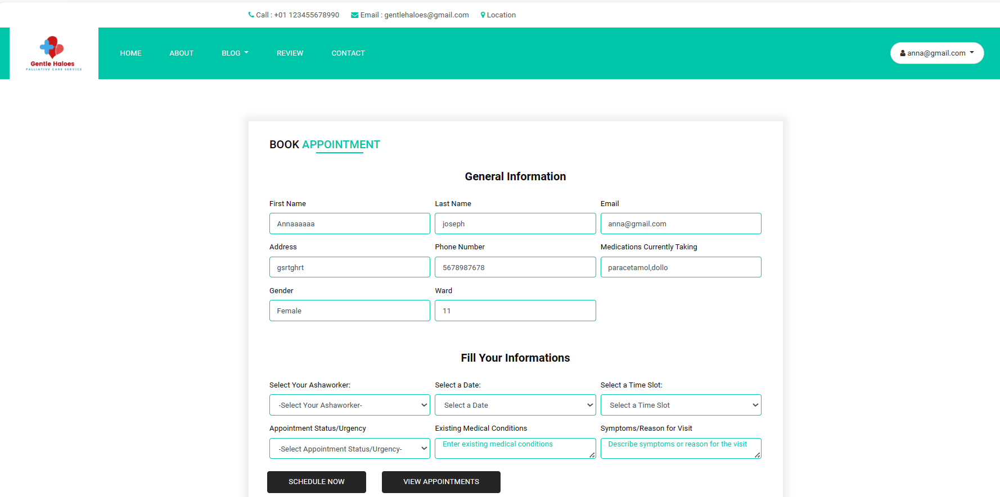 Call : +01 123455678990 Email : gentlehaloes@gmail.com Location
Gentle Haloes
PALLIATIVE CARE SERVICE
HOME ABOUT BLOG REVIEW CONTACT anna@gmail.com
BOOK APPOINTMENT
General Information
First Name Last Name Email
Annaaaaaa joseph anna@gmail.com
Address Phone Number Medications Currently Taking
gsrtghrt 5678987678 paracetamol,dollo
Gender Ward
Female 11
Fill Your Informations
Select Your Ashaworker: Select a Date: Select a Time Slot:
-Select Your Ashaworker- Select a Date Select a Time Slot
Appointment Status/Urgency Existing Medical Conditions Symptoms/Reason for Visit
-Select Appointment Status/Urgency- Enter existing medical conditions Describe symptoms or reason for the visit
SCHEDULE NOW VIEW APPOINTMENTS